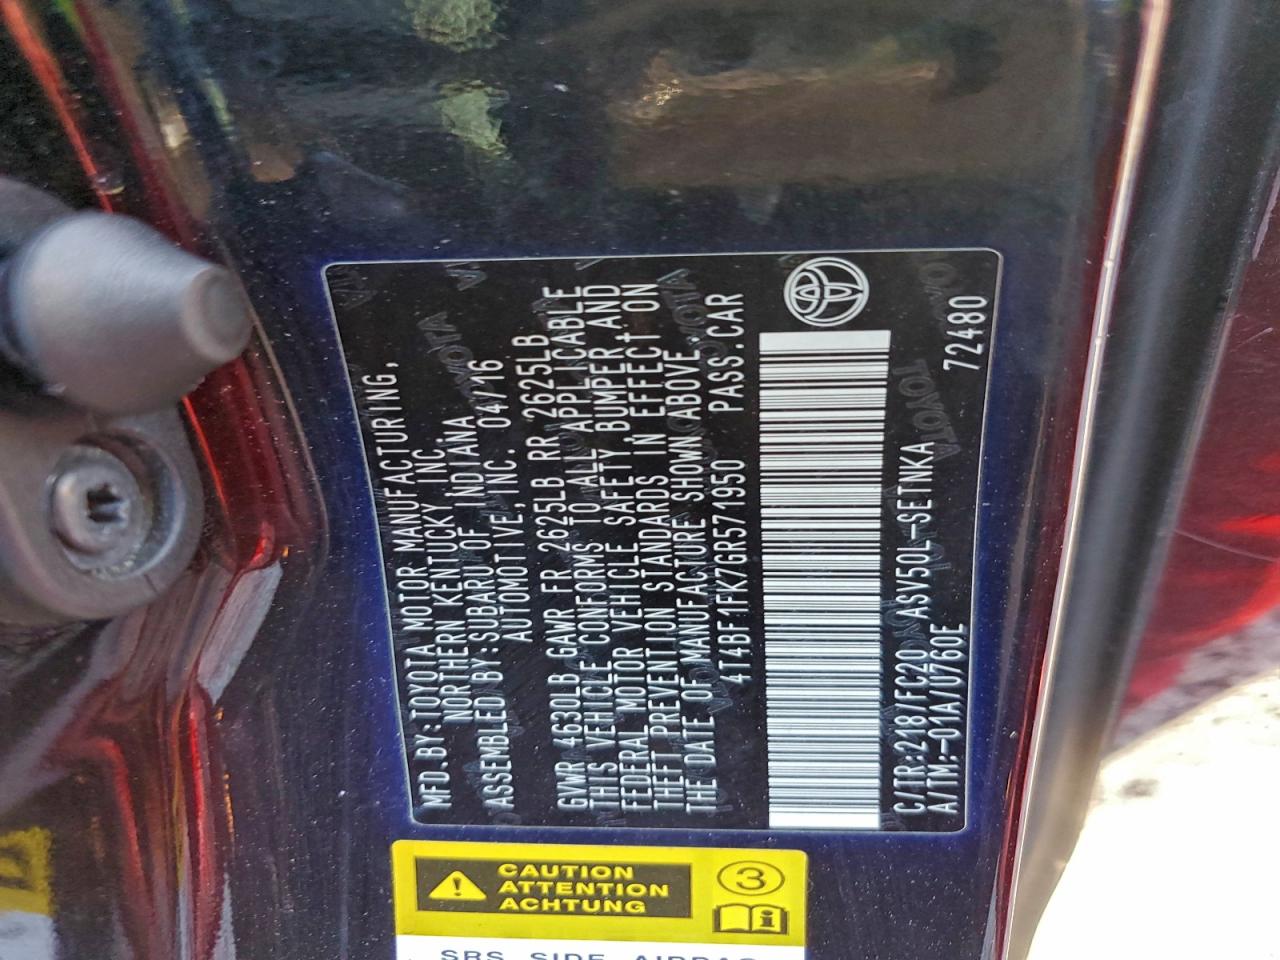 MFD.BY:TOYOTA MOTOR MANUFACTURING,
NORTHERN KENTUCKY INC.
ASSEMBLED BY:SUBARU OF INDIANA
AUTOMOTIVE,INC. 04/16
GVWR 4630LB GAWR FR 2625LB RR 2625LB
THIS VEHICLE CONFORMS TO ALL APPLICABLE
FEDERAL MOTOR VEHICLE SAFETY, BUMPER, AND
THEFT PREVENTION STANDARDS IN EFFECT ON
THE DATE OF MANUFACTURE SHOWN ABOVE.
4T4BF1FK7GR571950 PASS.CAR
C/TR:218/FC20 ASV50L-SETNKA
A/TM:-01A/U760E
72480
CAUTION
ATTENTION
ACHTUNG
3
i
SRS SIDE AIRBAG